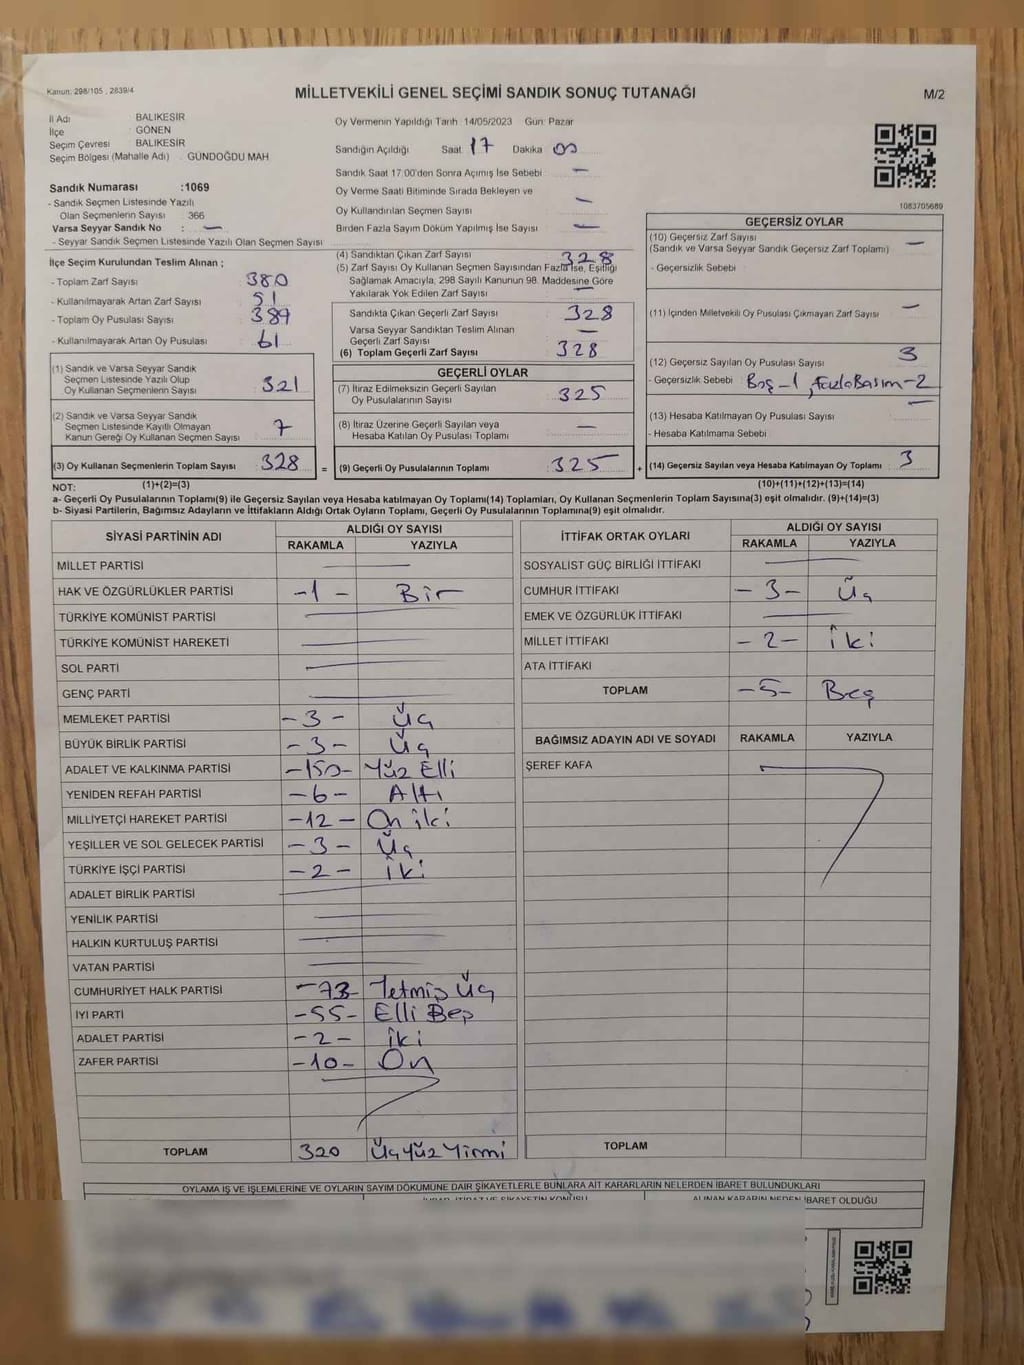 Kanun: 298/105 , 2839/4
MİLLETVEKİLİ GENEL SEÇİMİ SANDIK SONUÇ TUTANAĞI
M/2
İl Adı BALIKESİR
İlçe GÖNEN
Seçim Çevresi BALIKESİR
Seçim Bölgesi (Mahalle Adı) : GÜNDOĞDU MAH
Sandık Numarası :1069
- Sandık Seçmen Listesinde Yazılı
Olan Seçmenlerin Sayısı : 366
Varsa Seyyar Sandık No : —
- Seyyar Sandık Seçmen Listesinde Yazılı Olan Seçmen Sayısı
İlçe Seçim Kurulundan Teslim Alınan ;
- Toplam Zarf Sayısı 380
- Kullanılmayarak Artan Zarf Sayısı 51
- Toplam Oy Pusulası Sayısı 389
- Kullanılmayarak Artan Oy Pusulası 61
(1) Sandık ve Varsa Seyyar Sandık
Seçmen Listesinde Yazılı Olup
Oy Kullanan Seçmenlerin Sayısı 321
(2) Sandık ve Varsa Seyyar Sandık
Seçmen Listesinde Kayıtlı Olmayan
Kanun Gereği Oy Kullanan Seçmen Sayısı 7
(3) Oy Kullanan Seçmenlerin Toplam Sayısı 328
Oy Vermenin Yapıldığı Tarih 14/05/2023 Gün: Pazar
Sandığın Açıldığı Saat 17 Dakika 00
Sandık Saat 17:00'den Sonra Açımış İse Sebebi —
Oy Verme Saati Bitiminde Sırada Bekleyen ve
Oy Kullandırılan Seçmen Sayısı —
Birden Fazla Sayım Döküm Yapılmış İse Sayısı —
(4) Sandıktan Çıkan Zarf Sayısı 328
(5) Zarf Sayısı Oy Kullanan Seçmen Sayısından Fazla İse, Eşitliği
Sağlamak Amacıyla, 298 Sayılı Kanunun 98. Maddesine Göre
Yakılarak Yok Edilen Zarf Sayısı —
Sandıkta Çıkan Geçerli Zarf Sayısı 328
Varsa Seyyar Sandıktan Teslim Alınan
Geçerli Zarf Sayısı —
(6) Toplam Geçerli Zarf Sayısı 328
GEÇERLİ OYLAR
(7) İtiraz Edilmeksizin Geçerli Sayılan
Oy Pusulalarının Sayısı 325
(8) İtiraz Üzerine Geçerli Sayılan veya
Hesaba Katılan Oy Pusulası Toplamı —
= (9) Geçerli Oy Pusulalarının Toplamı 325 +
1083705689
GEÇERSİZ OYLAR
(10) Geçersiz Zarf Sayısı —
(Sandık ve Varsa Seyyar Sandık Geçersiz Zarf Toplamı)
- Geçersizlik Sebebi
(11) İçinden Milletvekili Oy Pusulası Çıkmayan Zarf Sayısı —
(12) Geçersiz Sayılan Oy Pusulası Sayısı 3
- Geçersizlik Sebebi Boş-1, Fazla Basım-2
(13) Hesaba Katılmayan Oy Pusulası Sayısı —
- Hesaba Katılmama Sebebi
(14) Geçersiz Sayılan veya Hesaba Katılmayan Oy Toplamı 3
NOT: (1)+(2)=(3) (10)+(11)+(12)+(13)=(14)
a- Geçerli Oy Pusulalarının Toplamı(9) ile Geçersiz Sayılan veya Hesaba katılmayan Oy Toplamı(14) Toplamları, Oy Kullanan Seçmenlerin Toplam Sayısına(3) eşit olmalıdır. (9)+(14)=(3)
b- Siyasi Partilerin, Bağımsız Adayların ve İttifakların Aldığı Ortak Oyların Toplamı, Geçerli Oy Pusulalarının Toplamına(9) eşit olmalıdır.
SİYASİ PARTİNİN ADI ALDIĞI OY SAYISI
RAKAMLA YAZIYLA
MİLLET PARTİSİ —
HAK VE ÖZGÜRLÜKLER PARTİSİ -1- Bir
TÜRKİYE KOMÜNİST PARTİSİ —
TÜRKİYE KOMÜNİST HAREKETİ —
SOL PARTİ —
GENÇ PARTİ —
MEMLEKET PARTİSİ -3- Üç
BÜYÜK BİRLİK PARTİSİ -3- Üç
ADALET VE KALKINMA PARTİSİ -150- Yüz Elli
YENİDEN REFAH PARTİSİ -6- Altı
MİLLİYETÇİ HAREKET PARTİSİ -12- On iki
YEŞİLLER VE SOL GELECEK PARTİSİ -3- Üç
TÜRKİYE İŞÇİ PARTİSİ -2- İki
ADALET BİRLİK PARTİSİ —
YENİLİK PARTİSİ —
HALKIN KURTULUŞ PARTİSİ —
VATAN PARTİSİ —
CUMHURİYET HALK PARTİSİ -73- Yetmiş Üç
İYİ PARTİ -55- Elli Beş
ADALET PARTİSİ -2- İki
ZAFER PARTİSİ -10- On
TOPLAM 320 Üç Yüz Yirmi
İTTİFAK ORTAK OYLARI ALDIĞI OY SAYISI
RAKAMLA YAZIYLA
SOSYALİST GÜÇ BİRLİĞİ İTTİFAKI —
CUMHUR İTTİFAKI -3- Üç
EMEK VE ÖZGÜRLÜK İTTİFAKI —
MİLLET İTTİFAKI -2- İki
ATA İTTİFAKI
TOPLAM -5- Beş
BAĞIMSIZ ADAYIN ADI VE SOYADI RAKAMLA YAZIYLA
ŞEREF KAFA
TOPLAM
OYLAMA İŞ VE İŞLEMLERİNE VE OYLARIN SAYIM DÖKÜMÜNE DAİR ŞİKAYETLERLE BUNLARA AİT KARARLARIN NELERDEN İBARET BULUNDUKLARI
ALINAN KARARIN NEDEN İBARET OLDUĞU